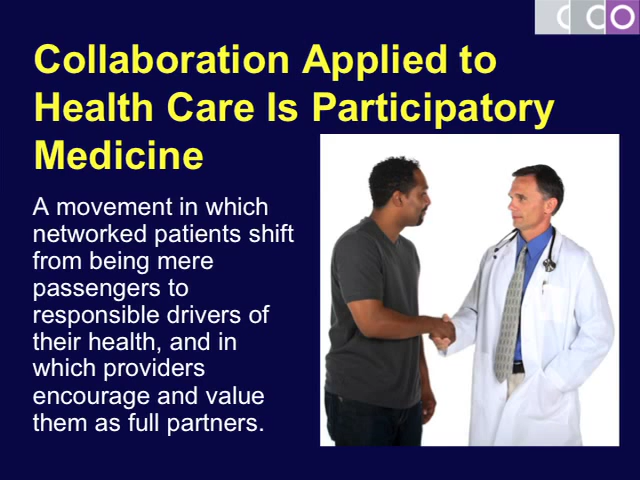 CCO
Collaboration Applied to
Health Care Is Participatory
Medicine
A movement in which
networked patients shift
from being mere
passengers to
responsible drivers of
their health, and in
which providers
encourage and value
them as full partners.